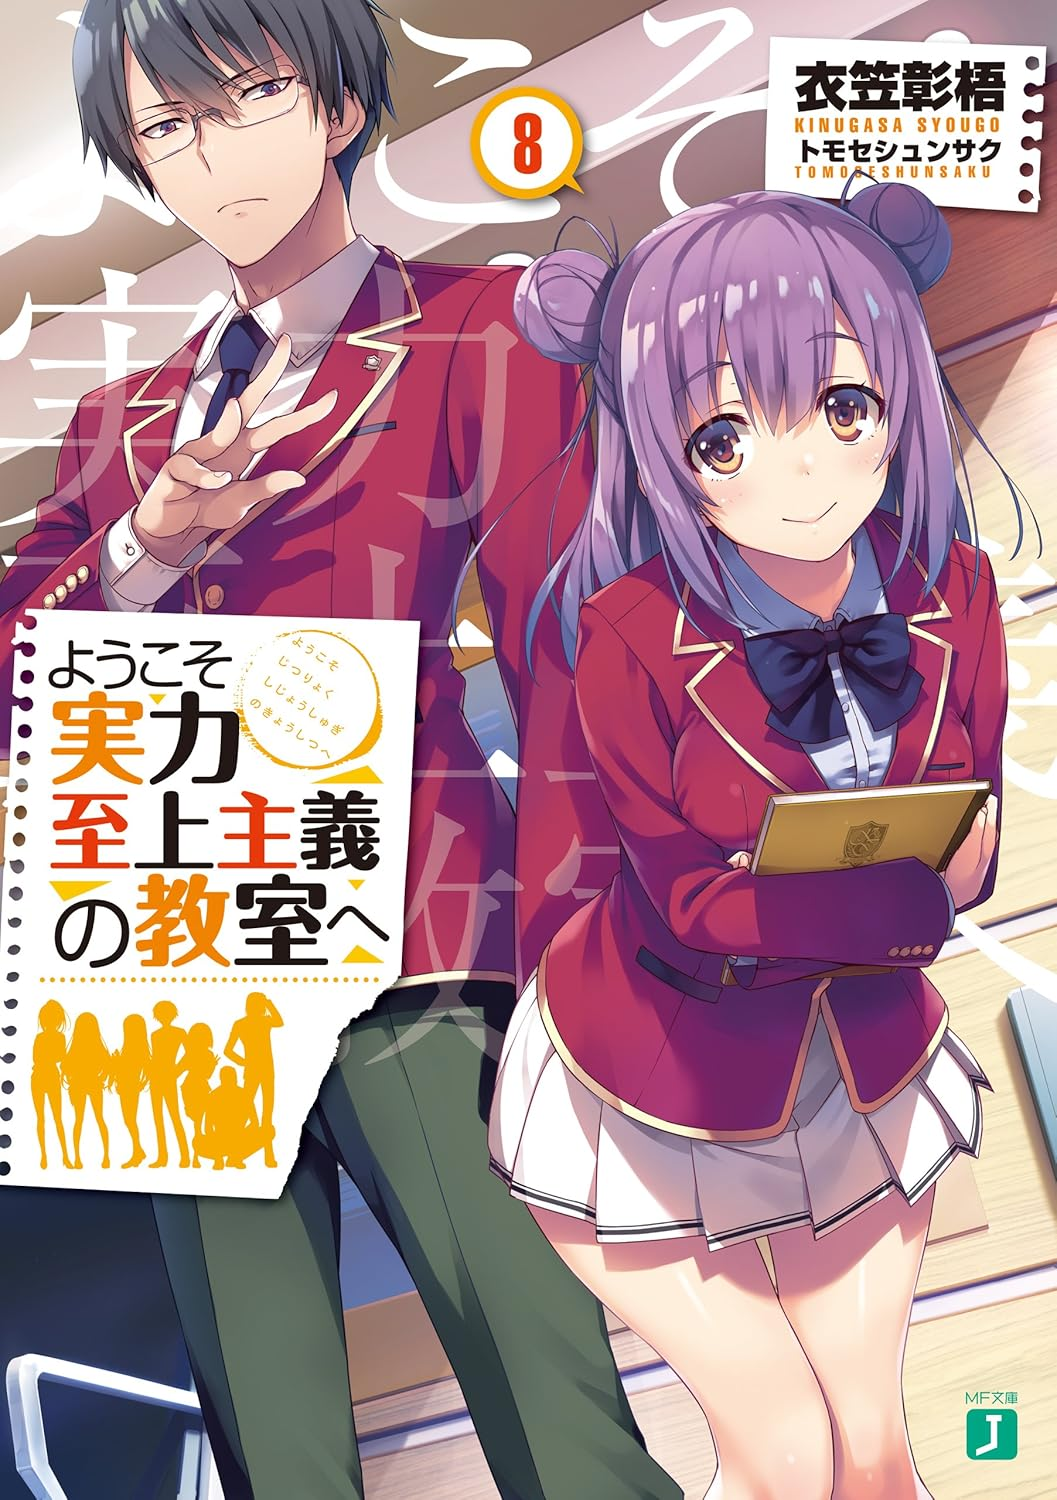 衣笠彰梧
KINUGASA SYOUGO
トモセシュンサク
TOMOSESHUNSAKU
8
ようこそ
実力
至上主義
の教室へ
ようこそ
じつりょく
しじょうしゅぎ
のきょうしつへ
MF文庫
J